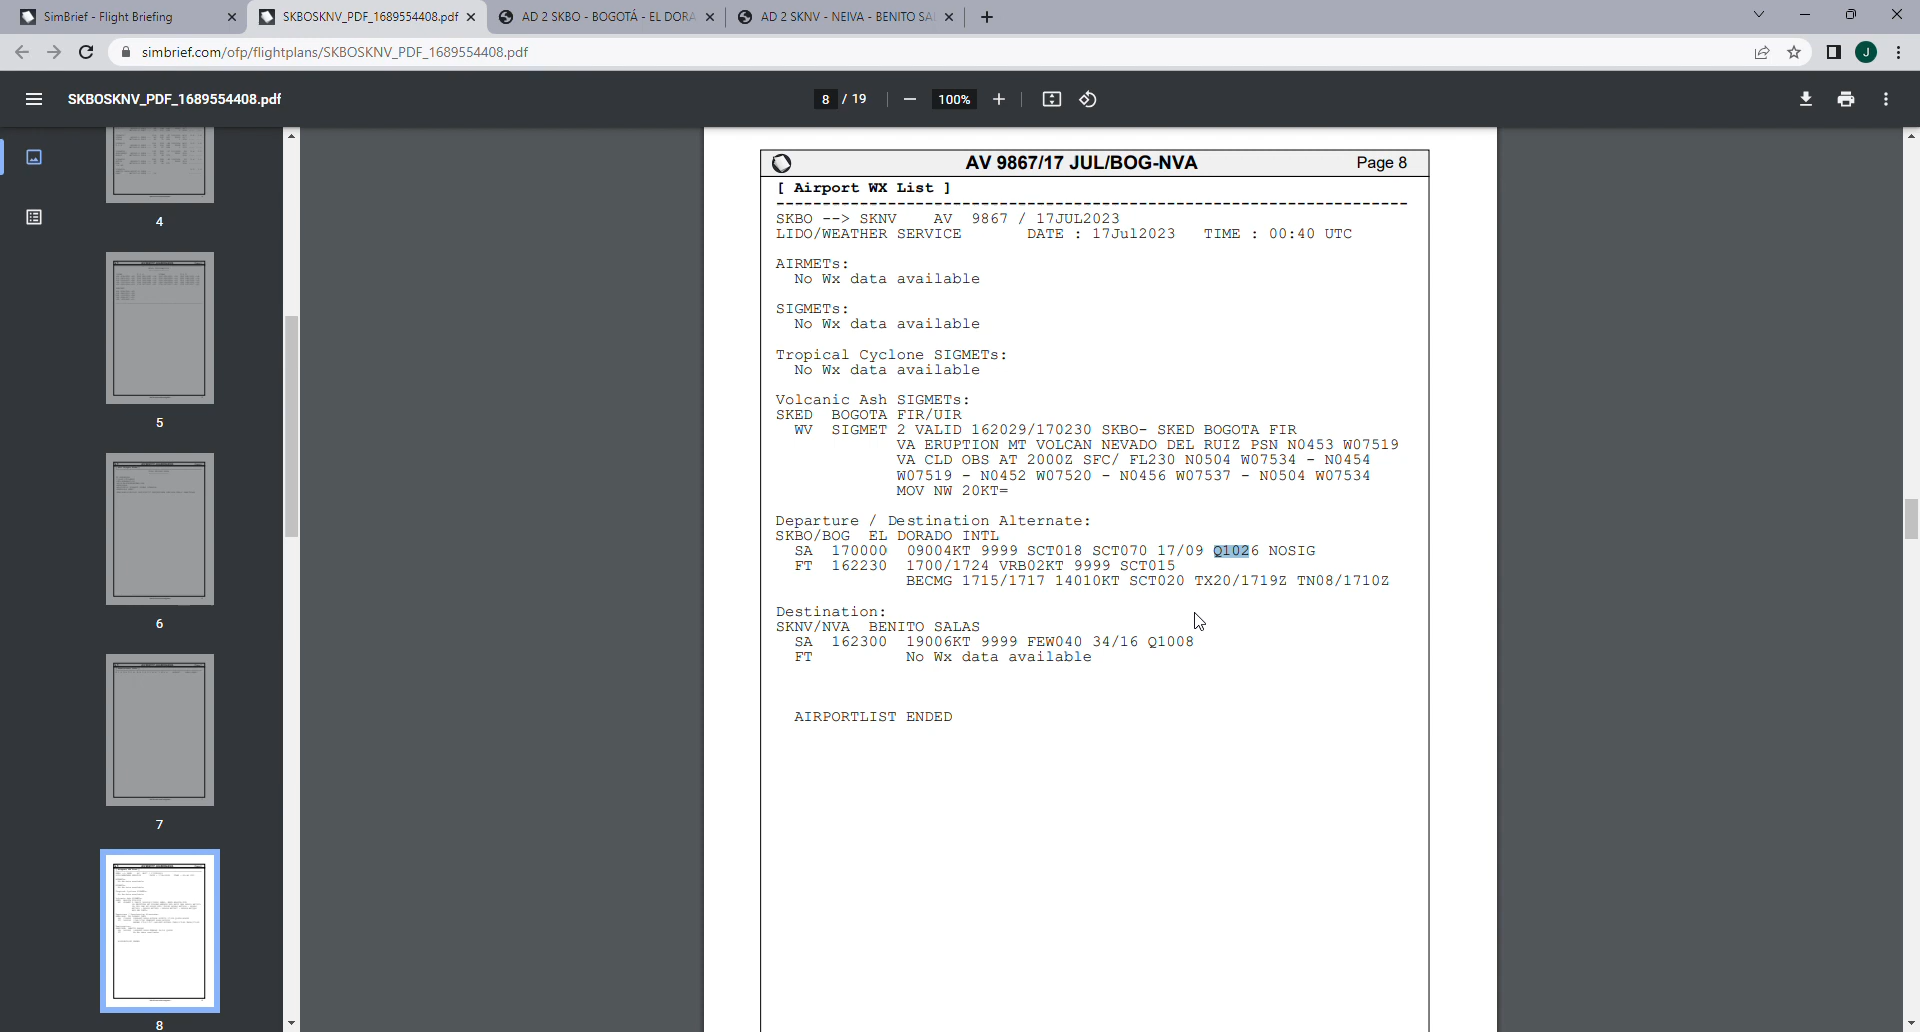 SimBrief - Flight Briefing
SKBOSKNV_PDF_1689554408.pdf
AD 2 SKBO - BOGOTÁ - EL DORA
AD 2 SKNV - NEIVA - BENITO SA
simbrief.com/ofp/flightplans/SKBOSKNV_PDF_1689554408.pdf
J
SKBOSKNV_PDF_1689554408.pdf
8 / 19
100%
4
5
6
7
8
AV 9867/17 JUL/BOG-NVA Page 8
[ Airport WX List ]
SKBO --> SKNV AV 9867 / 17JUL2023
LIDO/WEATHER SERVICE DATE : 17Jul2023 TIME : 00:40 UTC
AIRMETs:
No Wx data available
SIGMETs:
No Wx data available
Tropical Cyclone SIGMETs:
No Wx data available
Volcanic Ash SIGMETs:
SKED BOGOTA FIR/UIR
WV SIGMET 2 VALID 162029/170230 SKBO- SKED BOGOTA FIR
VA ERUPTION MT VOLCAN NEVADO DEL RUIZ PSN N0453 W07519
VA CLD OBS AT 2000Z SFC/ FL230 N0504 W07534 - N0454
W07519 - N0452 W07520 - N0456 W07537 - N0504 W07534
MOV NW 20KT=
Departure / Destination Alternate:
SKBO/BOG EL DORADO INTL
SA 170000 09004KT 9999 SCT018 SCT070 17/09 Q1026 NOSIG
FT 162230 1700/1724 VRB02KT 9999 SCT015
BECMG 1715/1717 14010KT SCT020 TX20/1719Z TN08/1710Z
Destination:
SKNV/NVA BENITO SALAS
SA 162300 19006KT 9999 FEW040 34/16 Q1008
FT No Wx data available
AIRPORTLIST ENDED